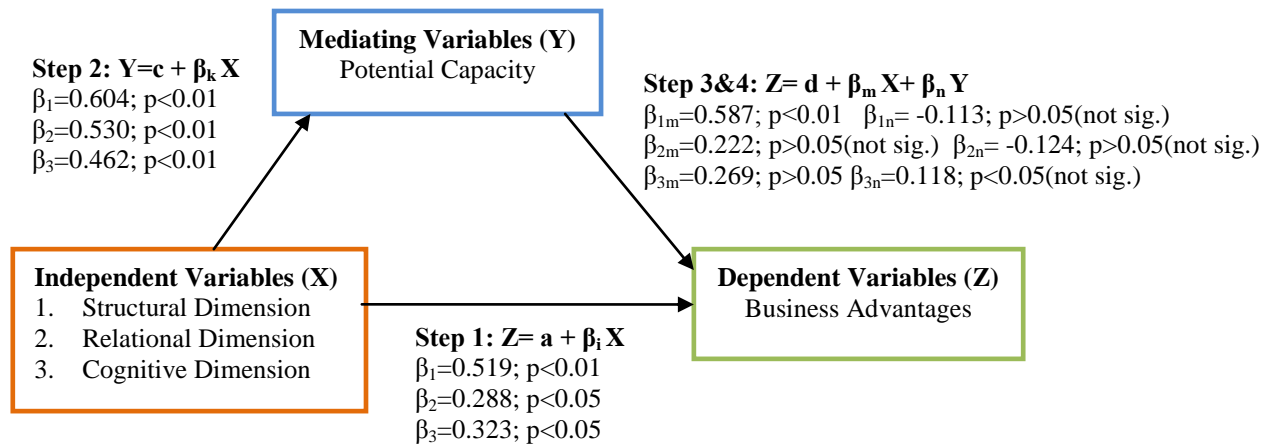 Mediating Variables (Y)
Potential Capacity
Step 2: Y=c + βk X
β1=0.604; p<0.01
β2=0.530; p<0.01
β3=0.462; p<0.01
Step 3&4: Z= d + βm X+ βn Y
β1m=0.587; p<0.01 β1n= -0.113; p>0.05(not sig.)
β2m=0.222; p>0.05(not sig.) β2n= -0.124; p>0.05(not sig.)
β3m=0.269; p>0.05 β3n=0.118; p<0.05(not sig.)
Independent Variables (X)
1. Structural Dimension
2. Relational Dimension
3. Cognitive Dimension
Dependent Variables (Z)
Business Advantages
Step 1: Z= a + βi X
β1=0.519; p<0.01
β2=0.288; p<0.05
β3=0.323; p<0.05